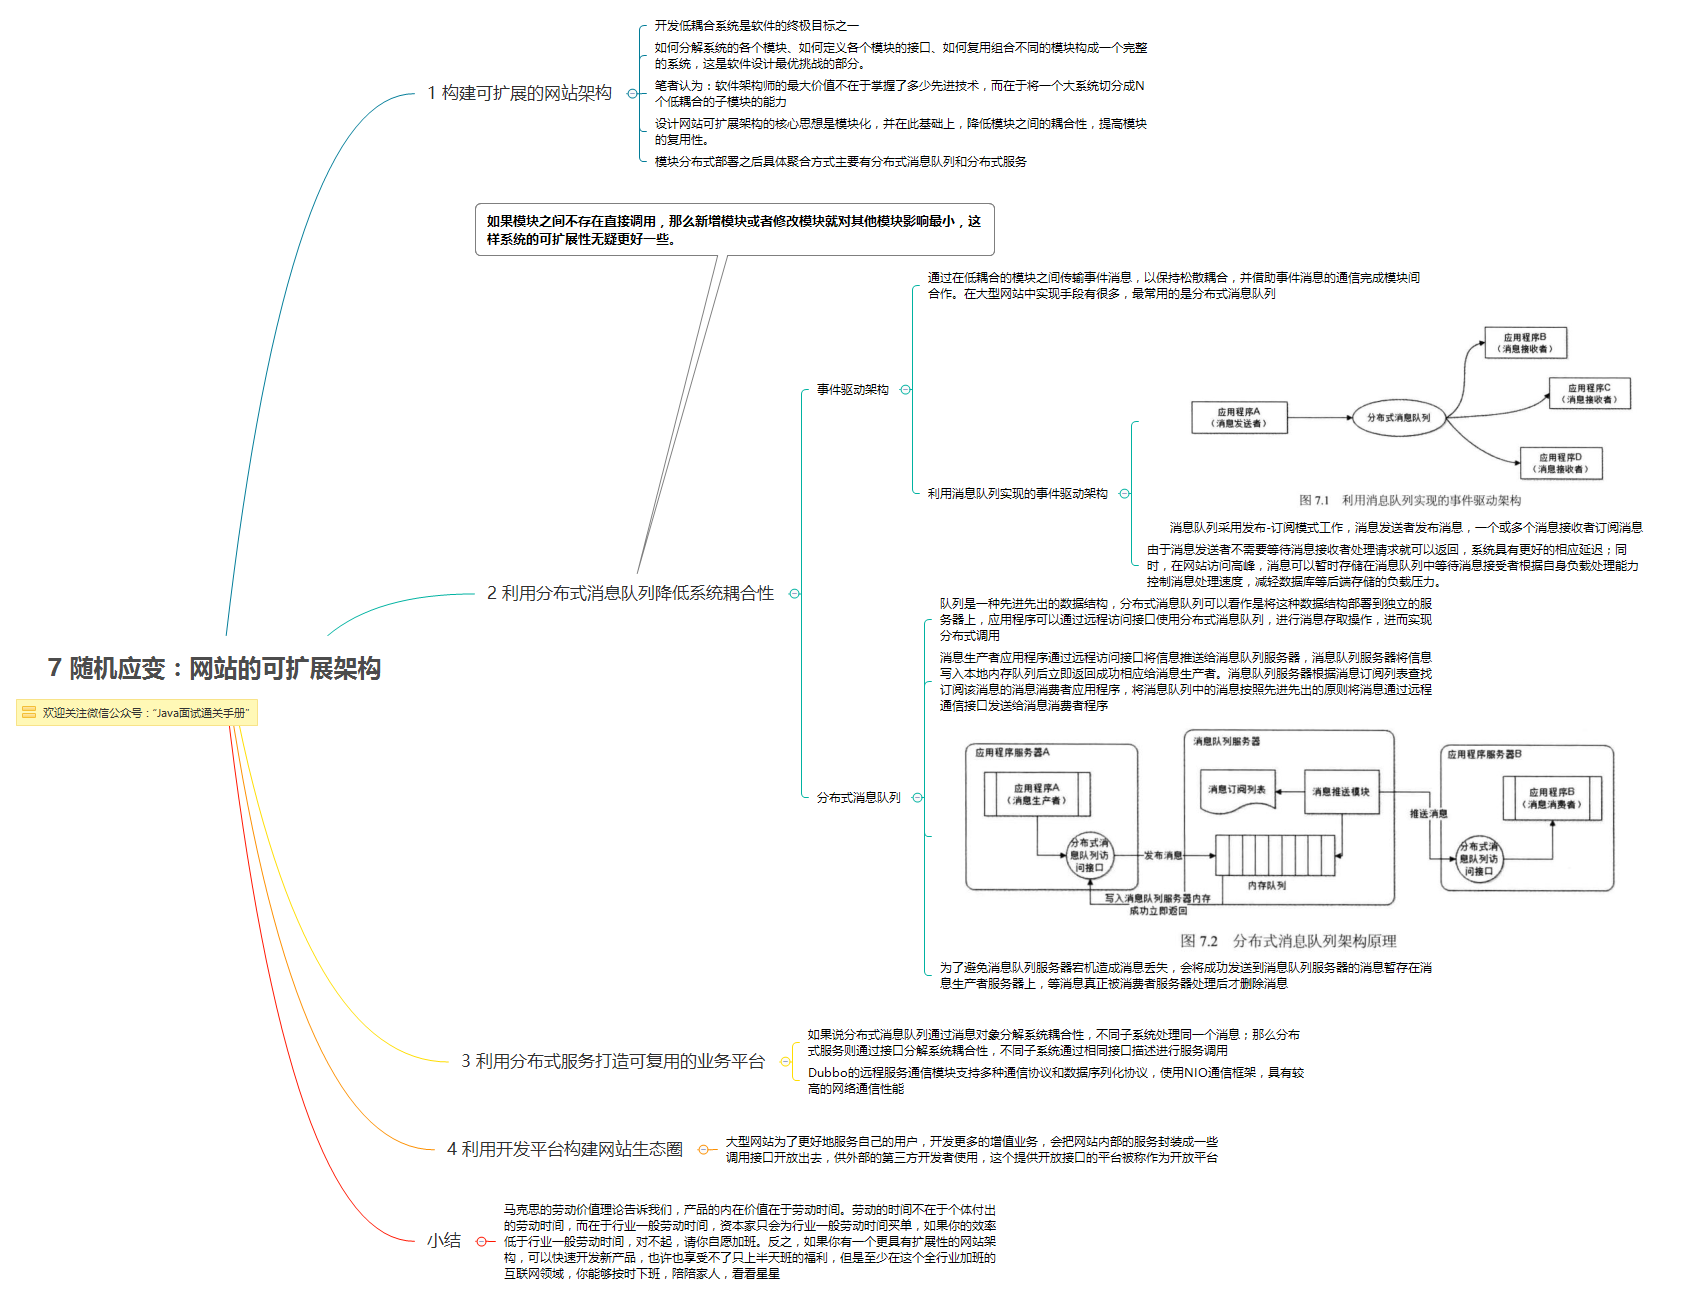 7 随机应变：网站的可扩展架构
欢迎关注微信公众号：“Java面试通关手册”
1 构建可扩展的网站架构
开发低耦合系统是软件的终极目标之一
如何分解系统的各个模块、如何定义各个模块的接口、如何复用组合不同的模块构成一个完整
的系统，这是软件设计最优挑战的部分。
笔者认为：软件架构师的最大价值不在于掌握了多少先进技术，而在于将一个大系统切分成N
个低耦合的子模块的能力
设计网站可扩展架构的核心思想是模块化，并在此基础上，降低模块之间的耦合性，提高模块
的复用性。
模块分布式部署之后具体聚合方式主要有分布式消息队列和分布式服务
如果模块之间不存在直接调用，那么新增模块或者修改模块就对其他模块影响最小，这
样系统的可扩展性无疑更好一些。
2 利用分布式消息队列降低系统耦合性
事件驱动架构
通过在低耦合的模块之间传输事件消息，以保持松散耦合，并借助事件消息的通信完成模块间
合作。在大型网站中实现手段有很多，最常用的是分布式消息队列
利用消息队列实现的事件驱动架构
应用程序A
（消息发送者）
分布式消息队列
应用程序B
（消息接收者）
应用程序C
（消息接收者）
应用程序D
（消息接收者）
图 7.1 利用消息队列实现的事件驱动架构
消息队列采用发布-订阅模式工作，消息发送者发布消息，一个或多个消息接收者订阅消息
由于消息发送者不需要等待消息接收者处理请求就可以返回，系统具有更好的相应延迟；同
时，在网站访问高峰，消息可以暂时存储在消息队列中等待消息接受者根据自身负载处理能力
控制消息处理速度，减轻数据库等后端存储的负载压力。
分布式消息队列
队列是一种先进先出的数据结构，分布式消息队列可以看作是将这种数据结构部署到独立的服
务器上，应用程序可以通过远程访问接口使用分布式消息队列，进行消息存取操作，进而实现
分布式调用
消息生产者应用程序通过远程访问接口将信息推送给消息队列服务器，消息队列服务器将信息
写入本地内存队列后立即返回成功相应给消息生产者。消息队列服务器根据消息订阅列表查找
订阅该消息的消息消费者应用程序，将消息队列中的消息按照先进先出的原则将消息通过远程
通信接口发送给消息消费者程序
应用程序服务器A
应用程序A
（消息生产者）
分布式消
息队列访
问接口
发布消息
写入消息队列服务器内存
成功立即返回
消息队列服务器
消息订阅列表
消息推送模块
内存队列
推送消息
应用程序服务器B
应用程序B
（消息消费者）
分布式消
息队列访
问接口
图 7.2 分布式消息队列架构原理
为了避免消息队列服务器宕机造成消息丢失，会将成功发送到消息队列服务器的消息暂存在消
息生产者服务器上，等消息真正被消费者服务器处理后才删除消息
3 利用分布式服务打造可复用的业务平台
如果说分布式消息队列通过消息对象分解系统耦合性，不同子系统处理同一个消息；那么分布
式服务则通过接口分解系统耦合性，不同子系统通过相同接口描述进行服务调用
Dubbo的远程服务通信模块支持多种通信协议和数据序列化协议，使用NIO通信框架，具有较
高的网络通信性能
4 利用开发平台构建网站生态圈
大型网站为了更好地服务自己的用户，开发更多的增值业务，会把网站内部的服务封装成一些
调用接口开放出去，供外部的第三方开发者使用，这个提供开放接口的平台被称作为开放平台
小结
马克思的劳动价值理论告诉我们，产品的内在价值在于劳动时间。劳动的时间不在于个体付出
的劳动时间，而在于行业一般劳动时间，资本家只会为行业一般劳动时间买单，如果你的效率
低于行业一般劳动时间，对不起，请你自愿加班。反之，如果你有一个更具有扩展性的网站架
构，可以快速开发新产品，也许也享受不了只上半天班的福利，但是至少在这个全行业加班的
互联网领域，你能够按时下班，陪陪家人，看看星星